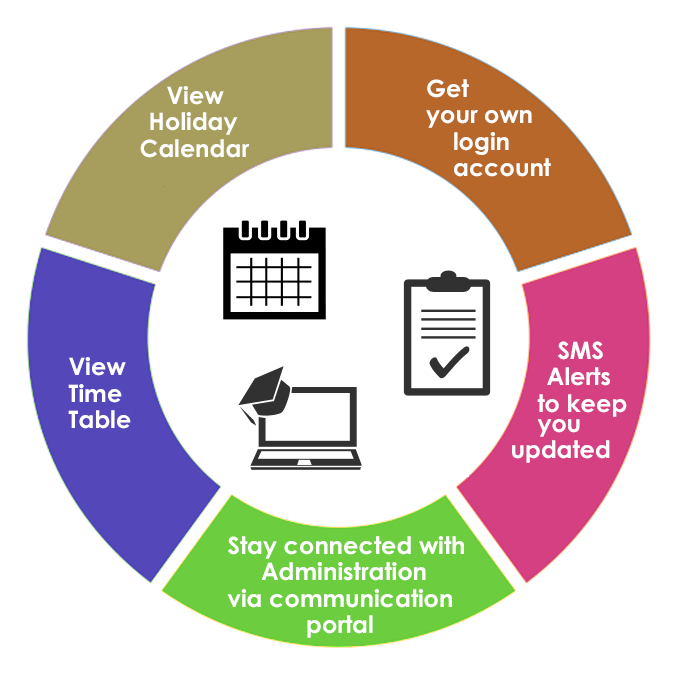 View
Holiday
Calendar
Get
your own
login
account
SMS
Alerts
to keep
you
updated
Stay connected with
Administration
via communication
portal
View
Time
Table